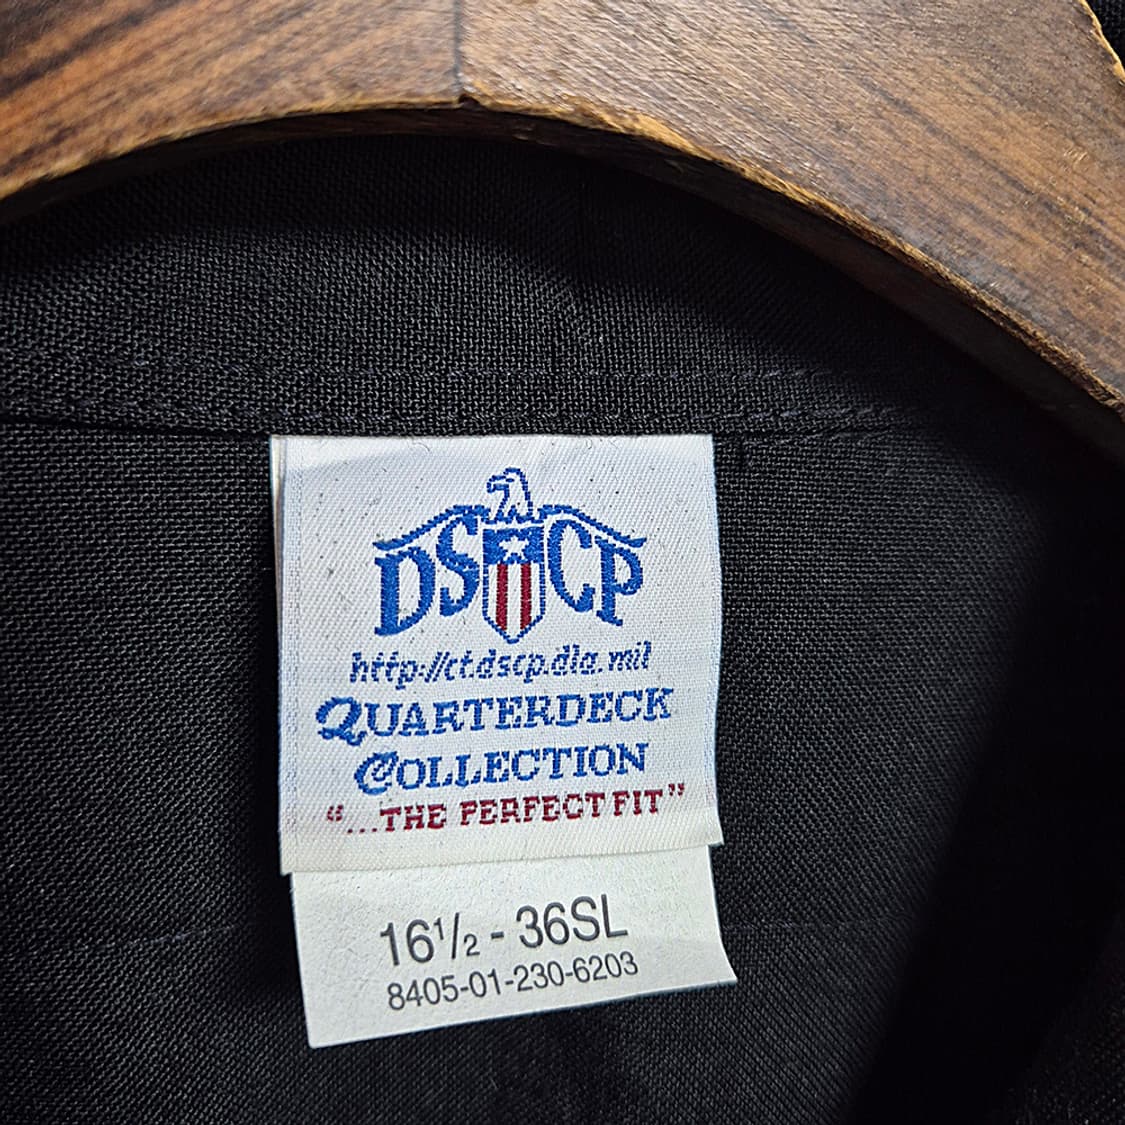 DSCP
http://ct.dscp.dla.mil
QUARTERDECK
COLLECTION
“...THE PERFECT FIT”
16½ - 36SL
8405-01-230-6203